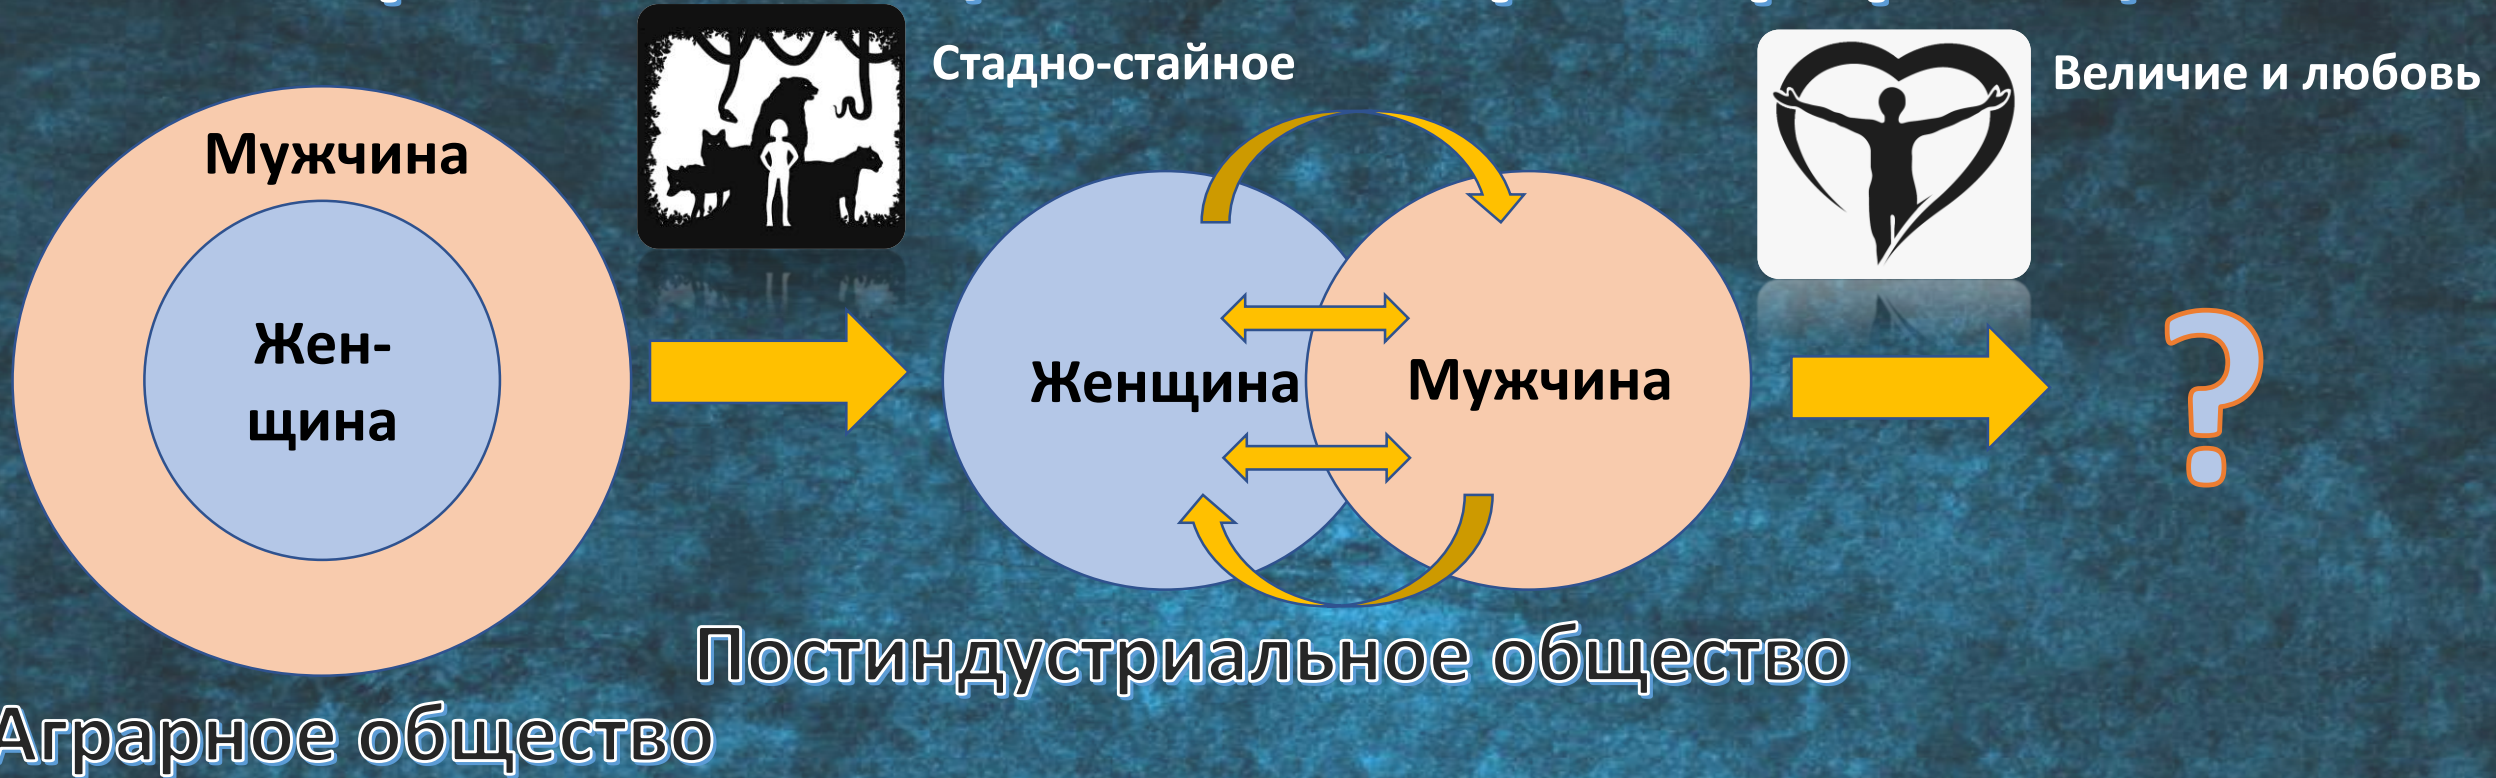 Стадно-стайное
Величие и любовь
Мужчина
Жен-
щина
Женщина
Мужчина
?
Постиндустриальное общество
Аграрное общество